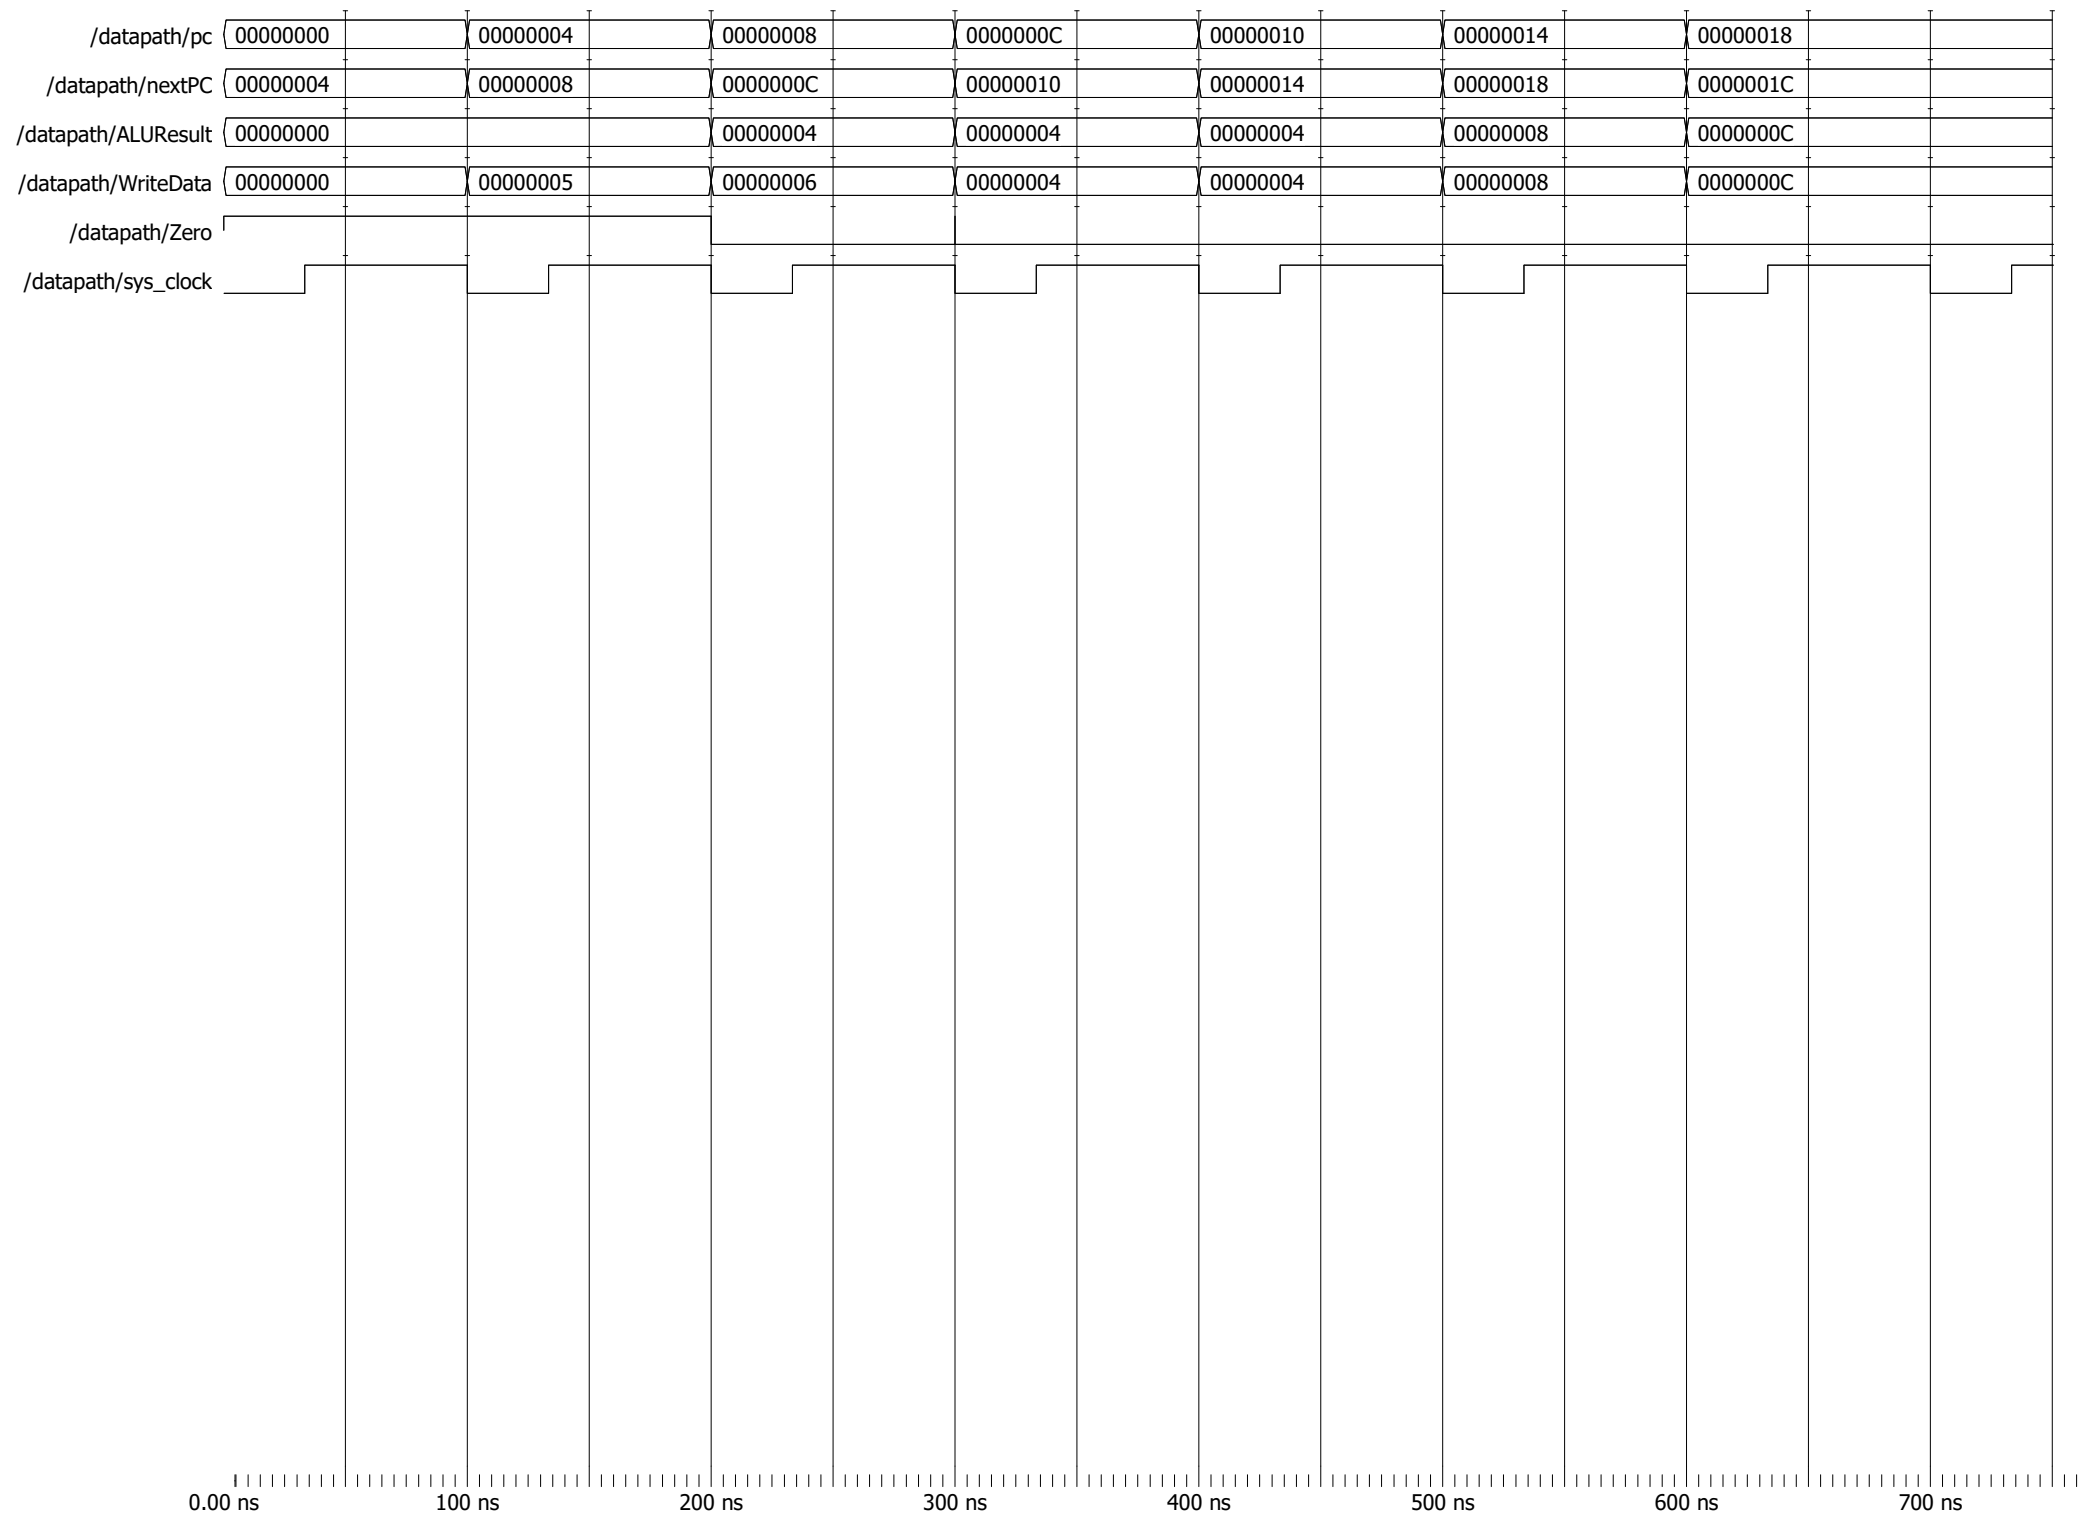 /datapath/pc 00000000 00000004 00000008 0000000C 00000010 00000014 00000018
/datapath/nextPC 00000004 00000008 0000000C 00000010 00000014 00000018 0000001C
/datapath/ALUResult 00000000 00000004 00000004 00000004 00000008 0000000C
/datapath/WriteData 00000000 00000005 00000006 00000004 00000004 00000008 0000000C
/datapath/Zero
/datapath/sys_clock
0.00 ns 100 ns 200 ns 300 ns 400 ns 500 ns 600 ns 700 ns